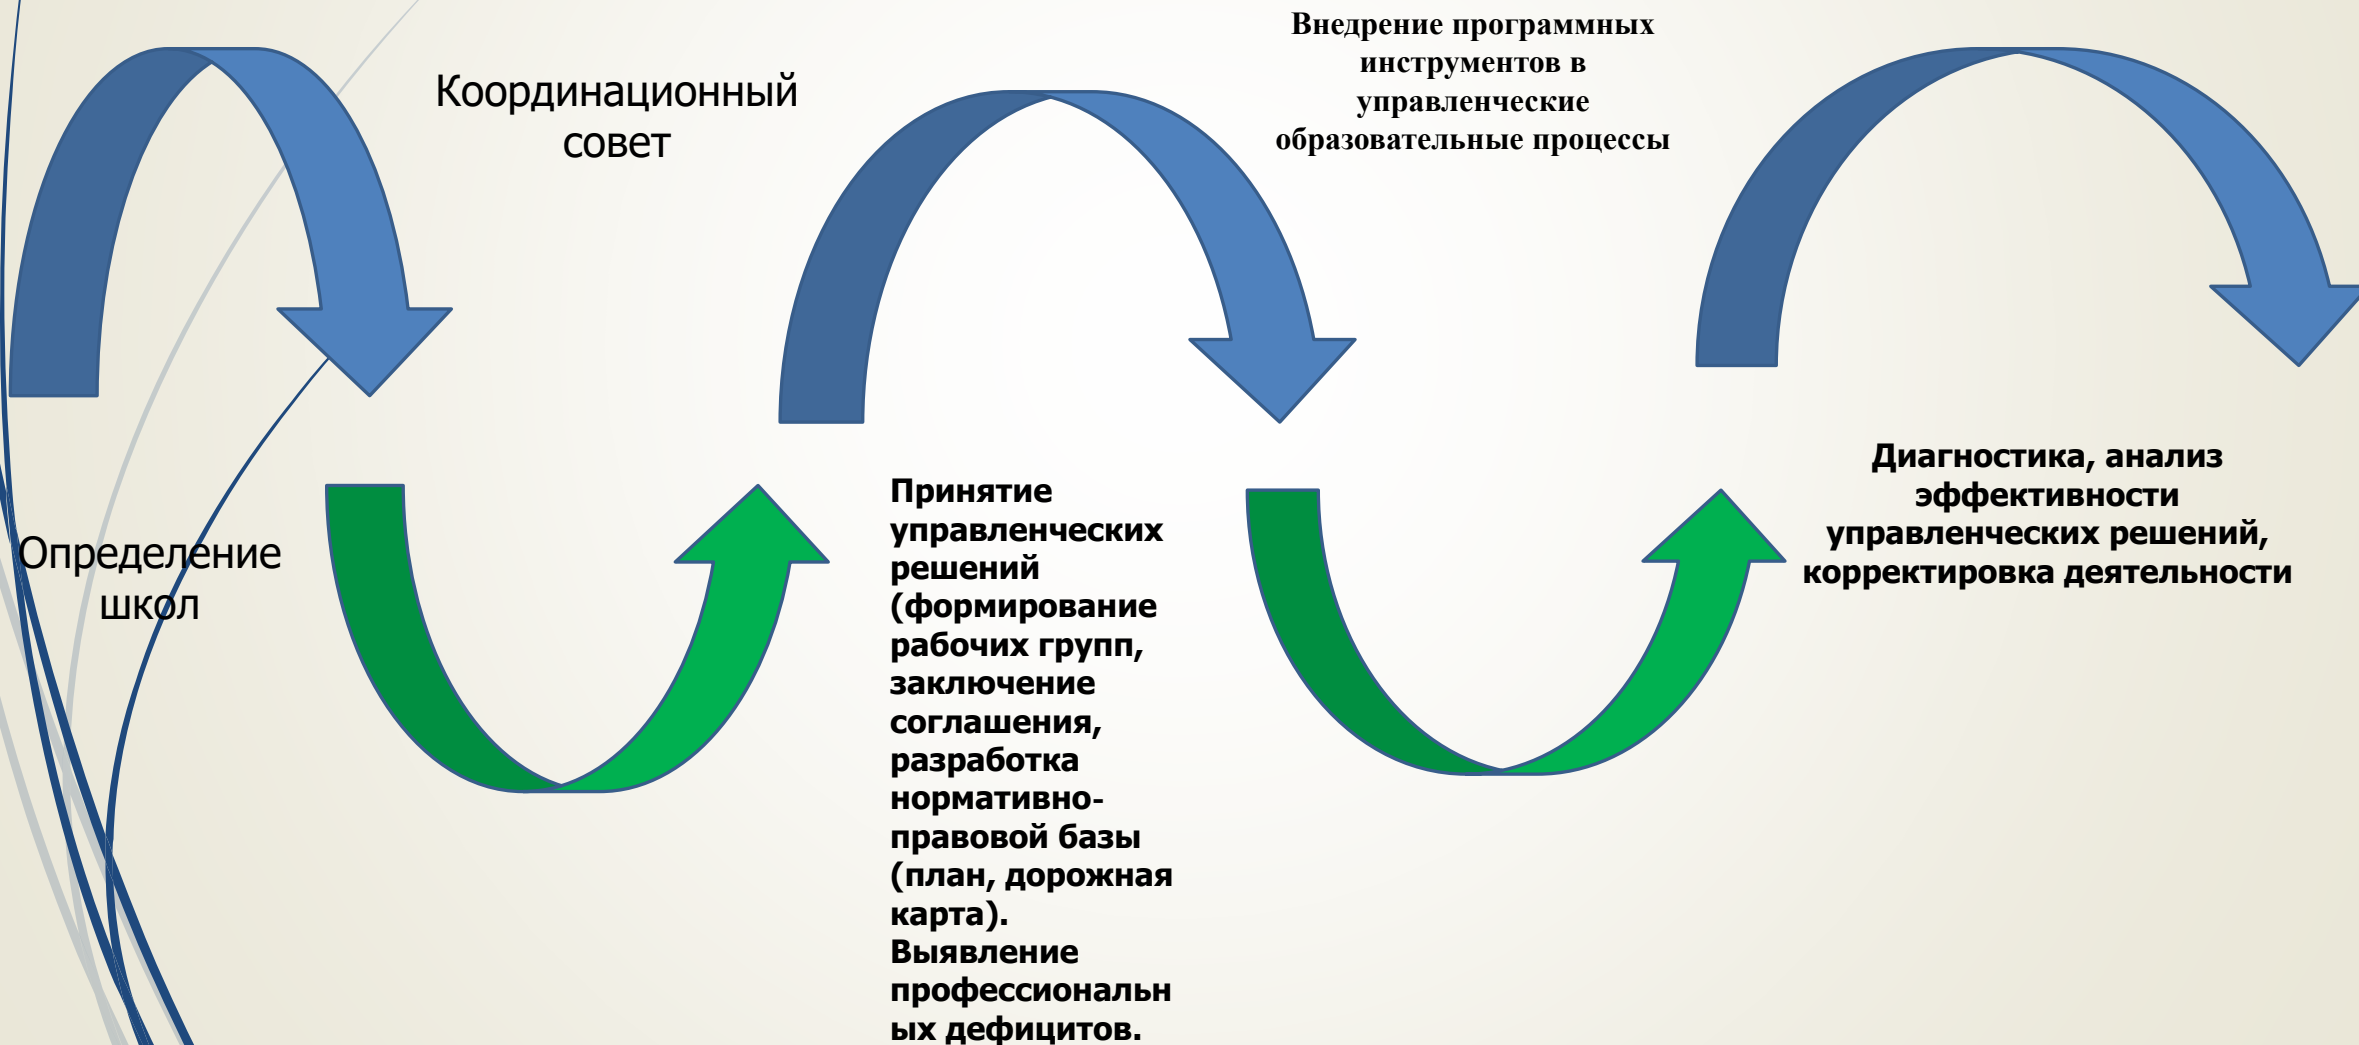 Определение
школ
Координационный
совет
Принятие
управленческих
решений
(формирование
рабочих групп,
заключение
соглашения,
разработка
нормативно-
правовой базы
(план, дорожная
карта).
Выявление
профессиональн
ых дефицитов.
Внедрение программных
инструментов в
управленческие
образовательные процессы
Диагностика, анализ
эффективности
управленческих решений,
корректировка деятельности